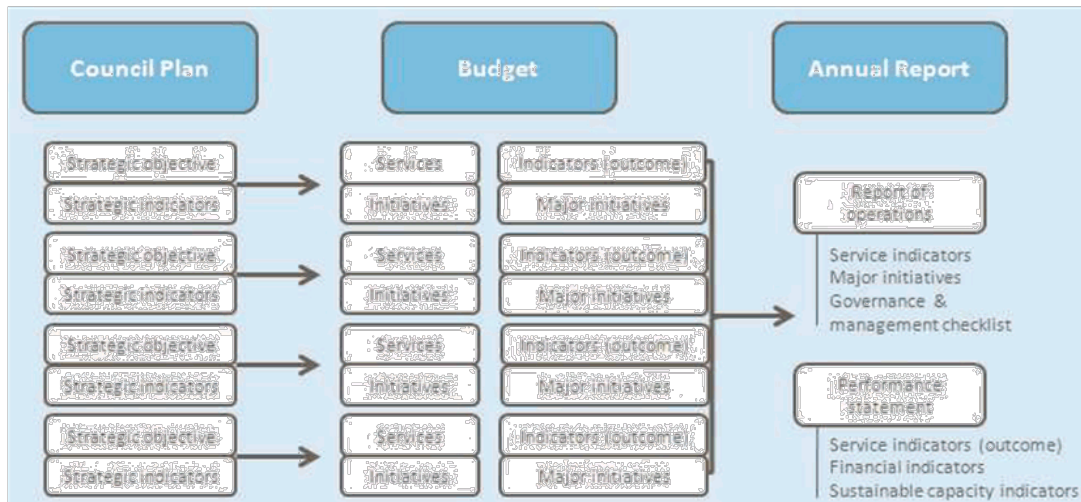 Council Plan
Budget
Annual Report
Strategic objective
Strategic indicators
Services
Initiatives
Indicators (outcome)
Major initiatives
Strategic objective
Strategic indicators
Services
Initiatives
Indicators (outcome)
Major initiatives
Strategic objective
Strategic indicators
Services
Initiatives
Indicators (outcome)
Major initiatives
Strategic objective
Strategic indicators
Services
Initiatives
Indicators (outcome)
Major initiatives
Report of
operations
Service indicators
Major initiatives
Governance &
management checklist
Performance
statement
Service indicators (outcome)
Financial indicators
Sustainable capacity indicators